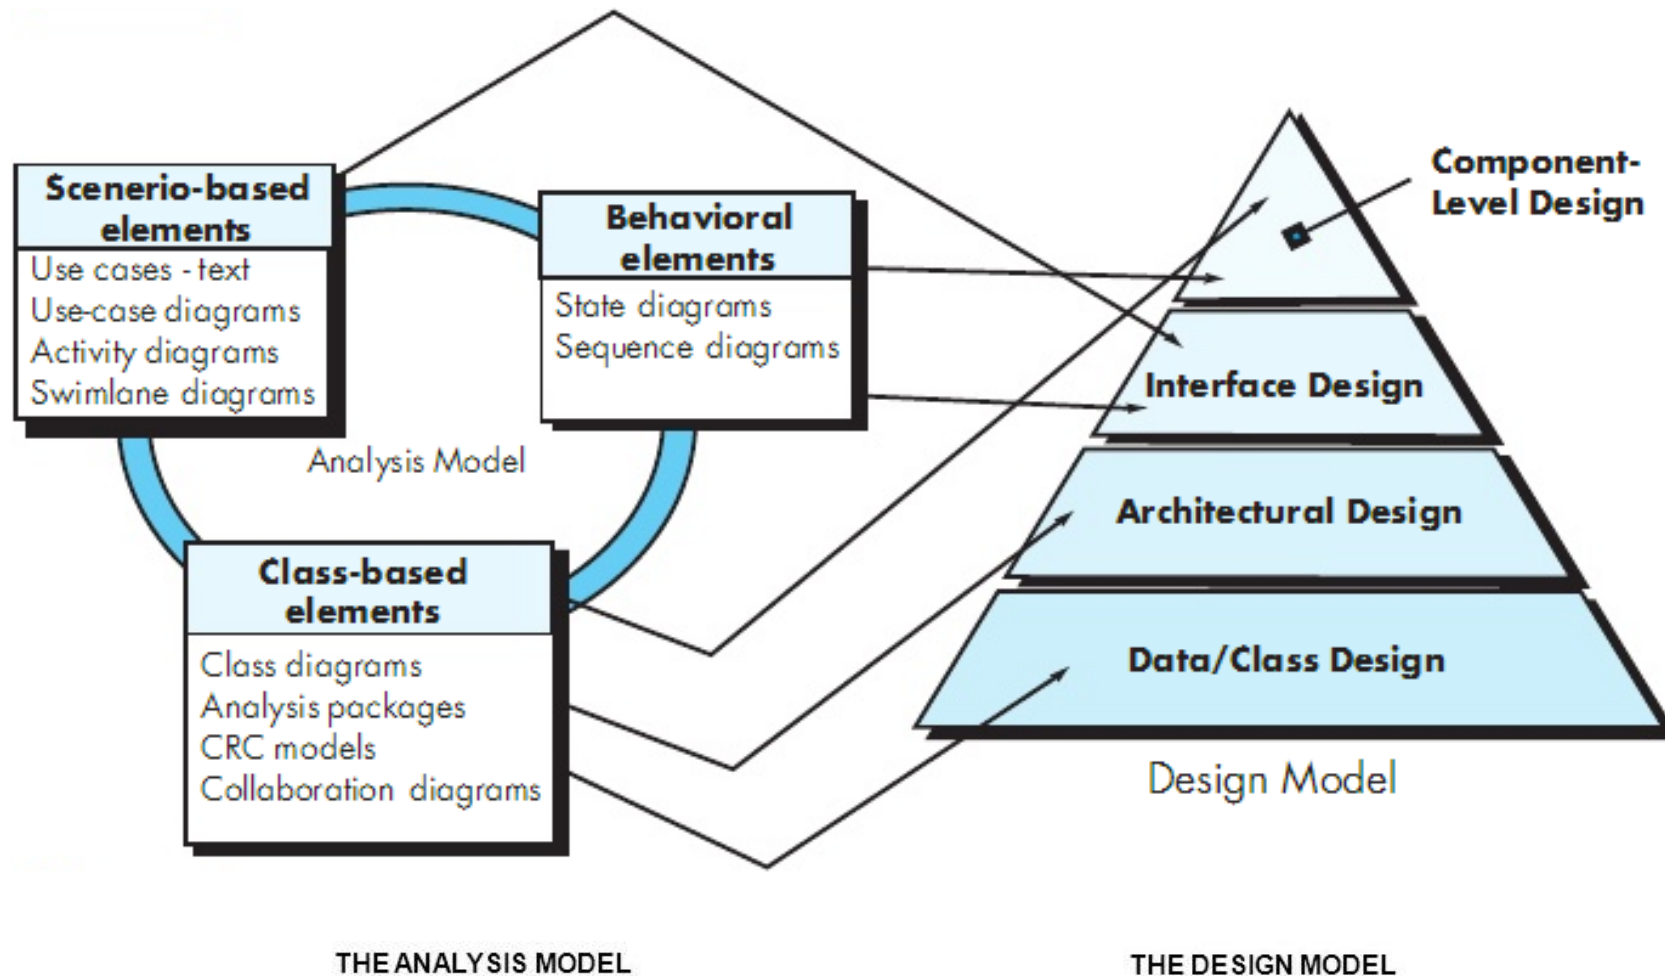 Scenerio-based
elements
Use cases - text
Use-case diagrams
Activity diagrams
Swimlane diagrams
Behavioral
elements
State diagrams
Sequence diagrams
Analysis Model
Class-based
elements
Class diagrams
Analysis packages
CRC models
Collaboration diagrams
Component-
Level Design
Interface Design
Architectural Design
Data/Class Design
Design Model
THE ANALYSIS MODEL
THE DESIGN MODEL